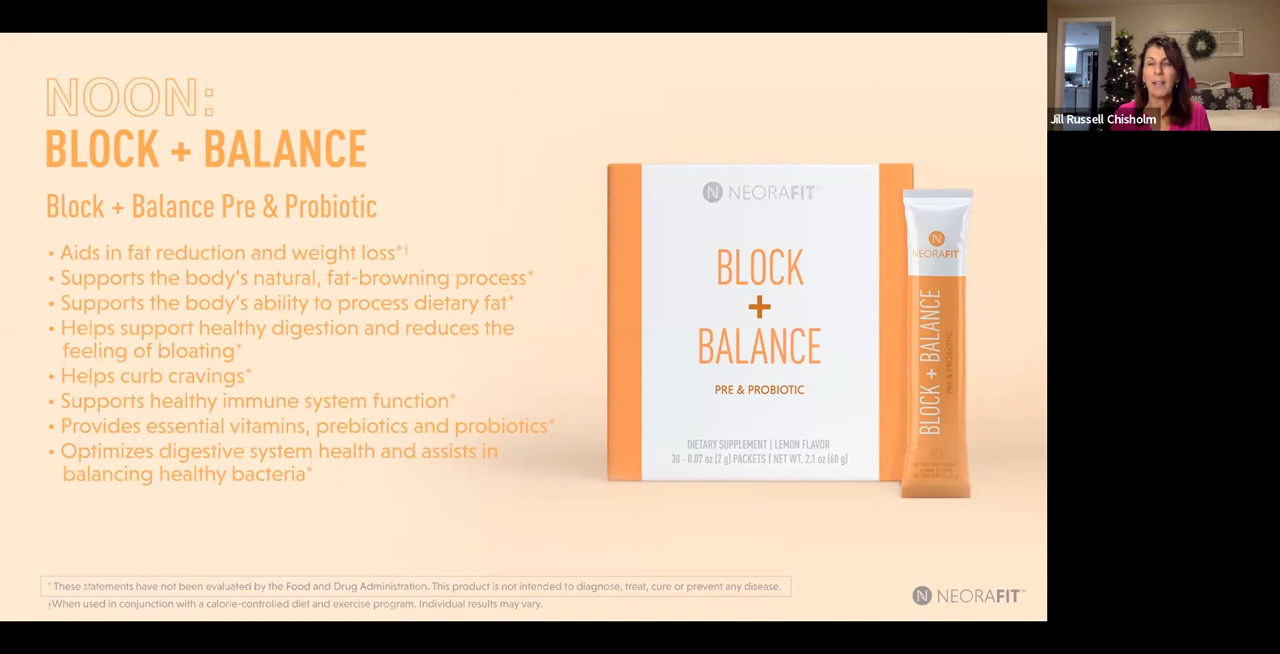 NOON:
BLOCK + BALANCE
Block + Balance Pre & Probiotic
• Aids in fat reduction and weight loss*†
• Supports the body's natural, fat-browning process*
• Supports the body's ability to process dietary fat*
• Helps support healthy digestion and reduces the
feeling of bloating*
• Helps curb cravings*
• Supports healthy immune system function*
• Provides essential vitamins, prebiotics and probiotics*
• Optimizes digestive system health and assists in
balancing healthy bacteria*
N NEORAFIT™
BLOCK
+
BALANCE
PRE & PROBIOTIC
DIETARY SUPPLEMENT | LEMON FLAVOR
30 - 0.07 oz (2 g) PACKETS | NET WT. 2.1 oz (60 g)
N
NEORAFIT
BLOCK + BALANCE
PRE & PROBIOTIC
DIETARY SUPPLEMENT
LEMON FLAVOR
* These statements have not been evaluated by the Food and Drug Administration. This product is not intended to diagnose, treat, cure or prevent any disease.
†When used in conjunction with a calorie-controlled diet and exercise program. Individual results may vary.
N NEORAFIT™
Jill Russell Chisholm